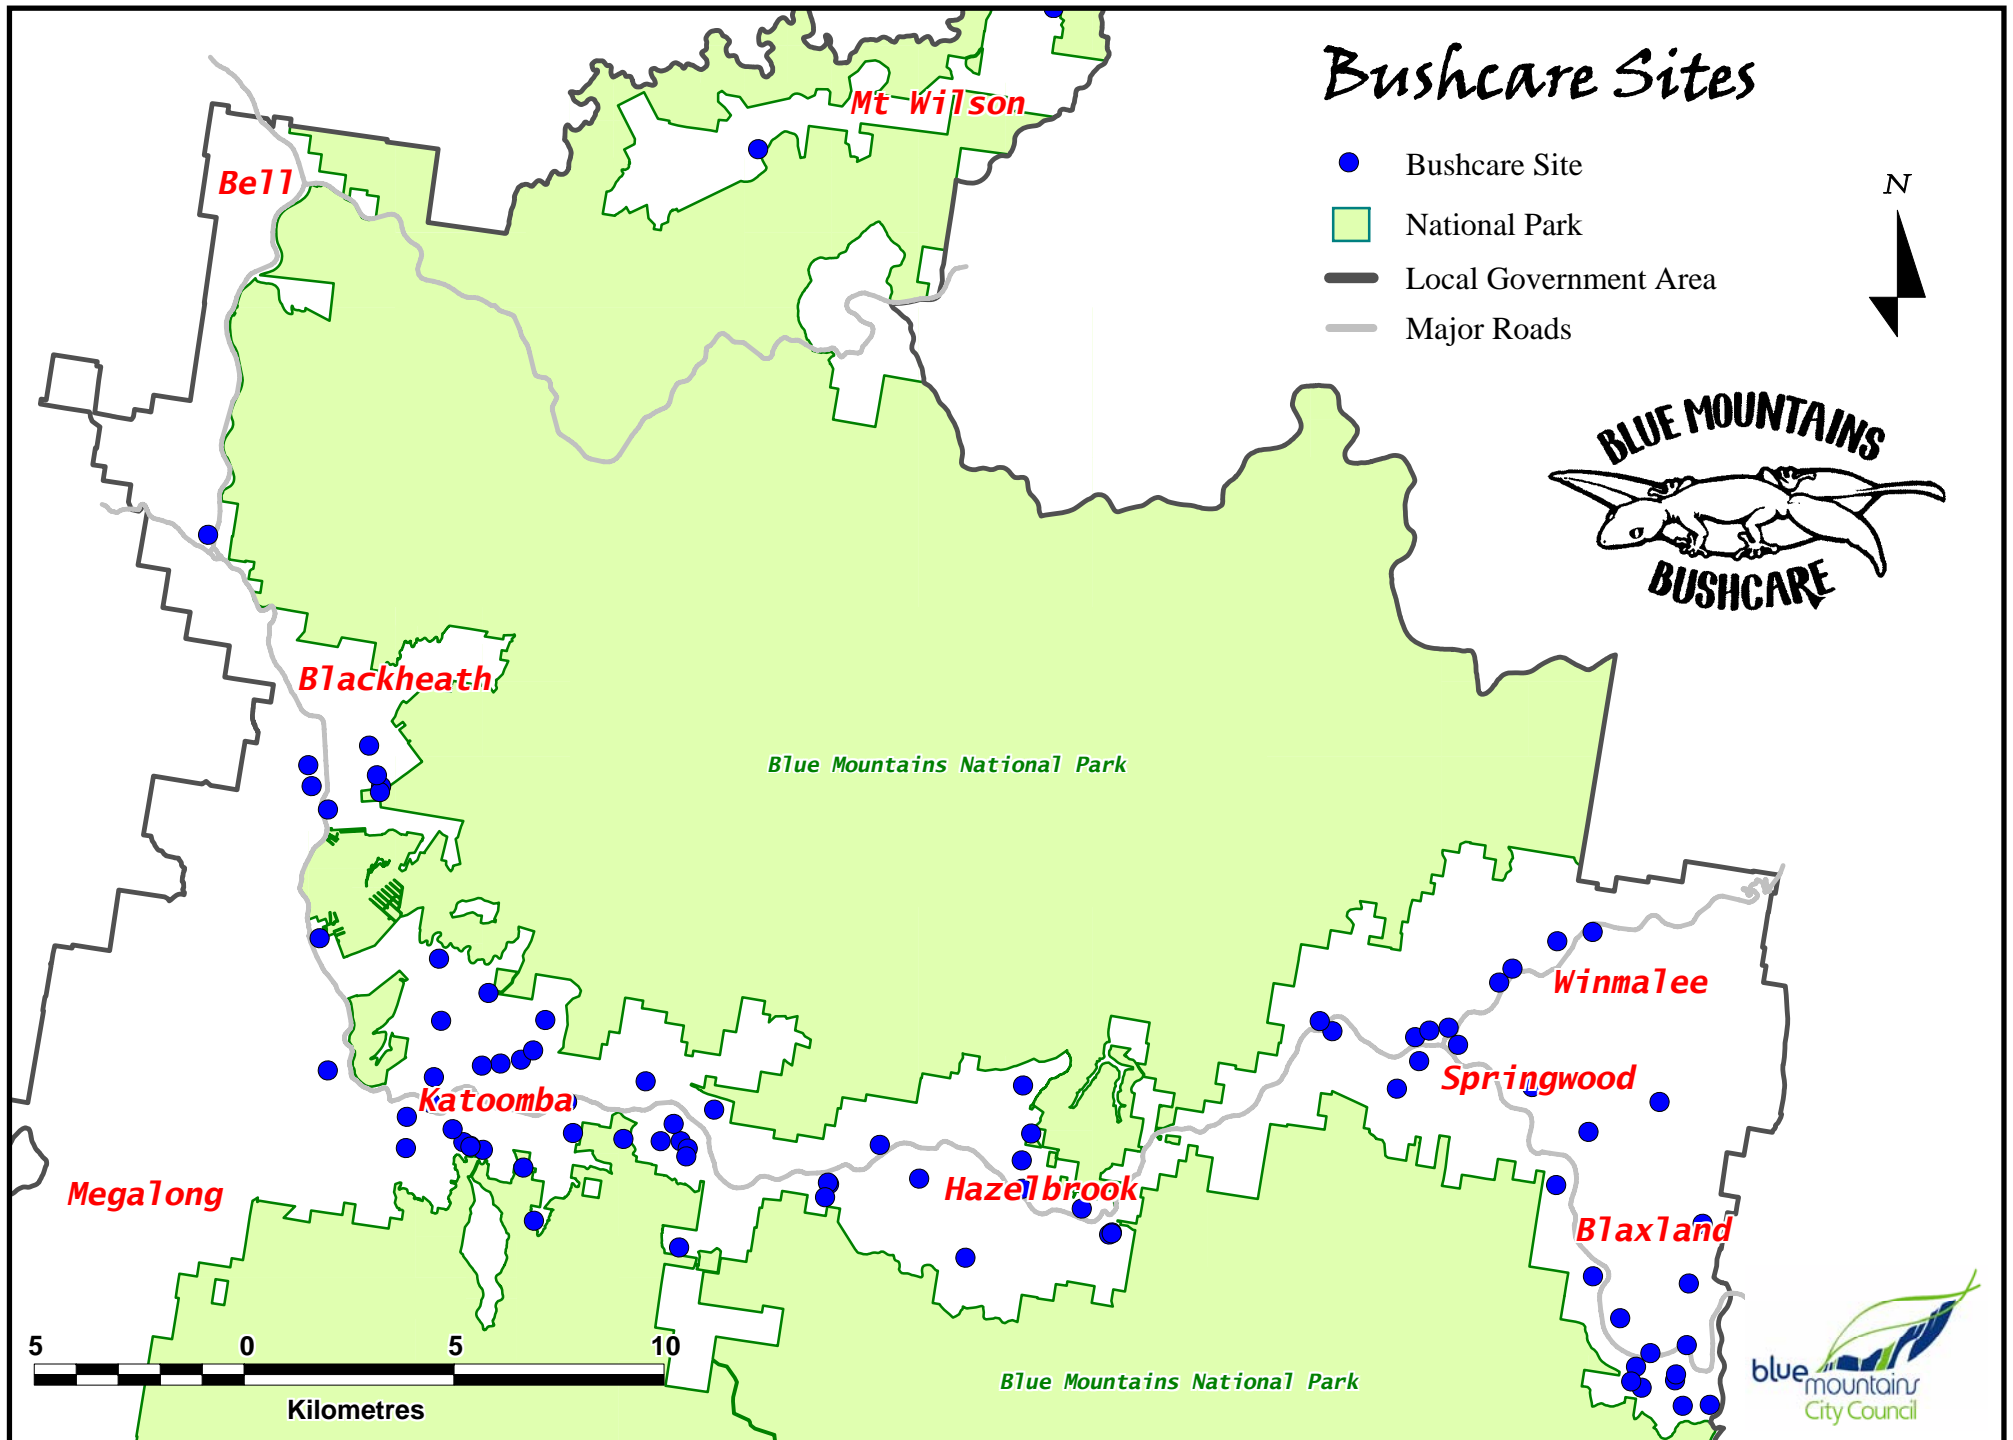 Bushcare Sites
Bushcare Site
National Park
Local Government Area
Major Roads
N
BLUE MOUNTAINS
BUSHCARE
Mt Wilson
Bell
Blackheath
Blue Mountains National Park
Winmalee
Springwood
Katoomba
Megalong
Hazelbrook
Blaxland
Blue Mountains National Park
5 0 5 10
Kilometres
blue
mountains
City Council